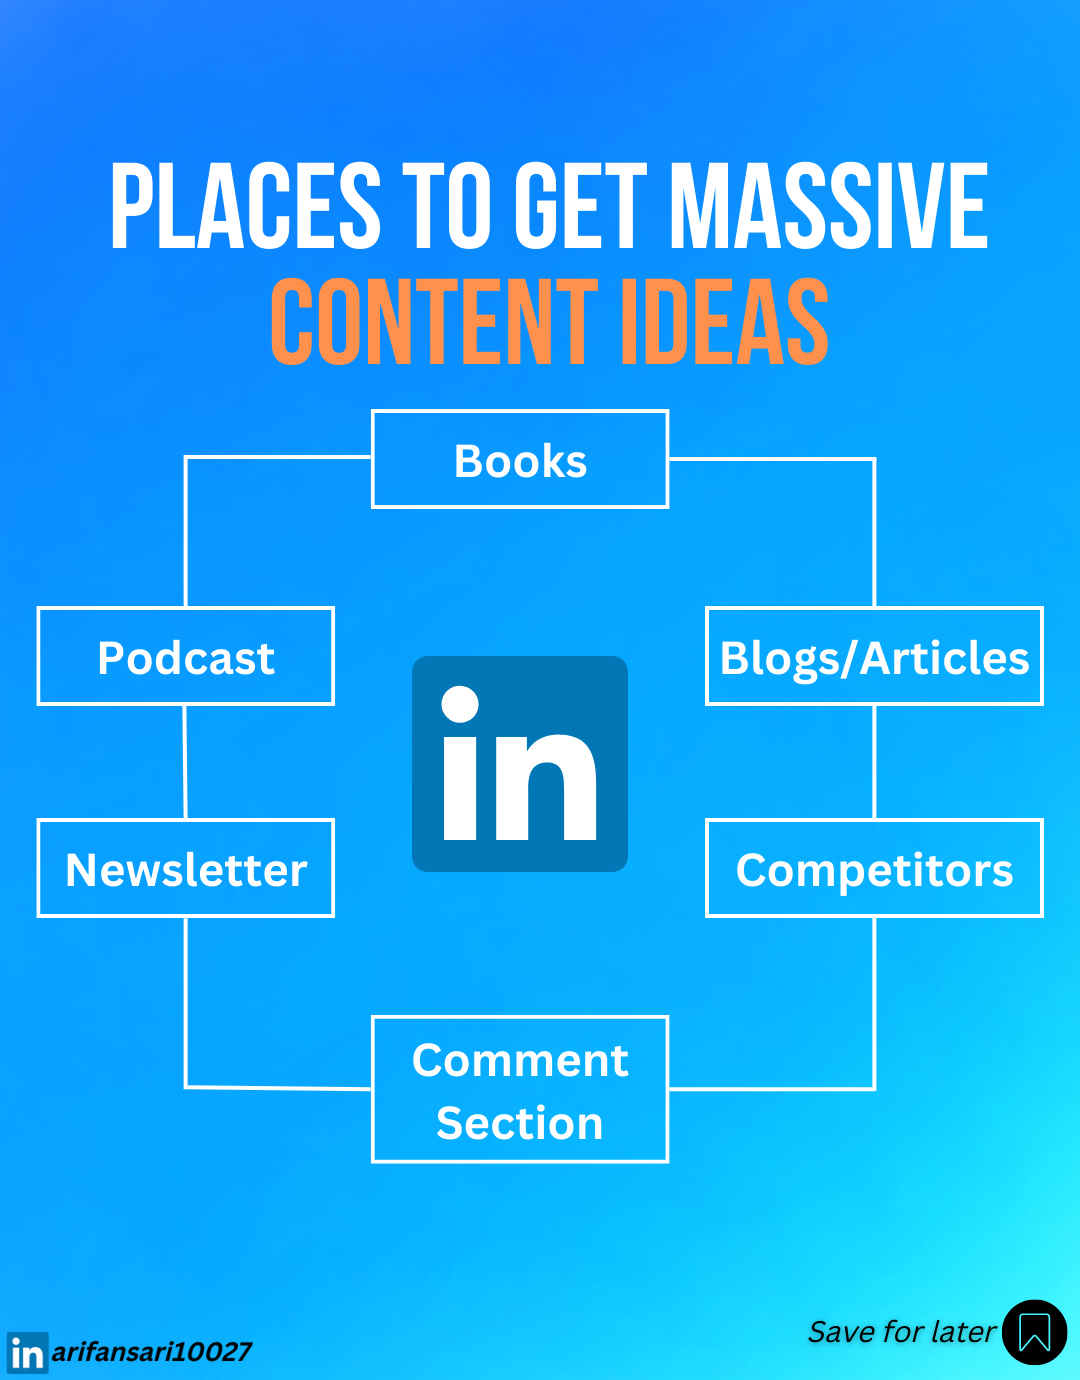 PLACES TO GET MASSIVE
CONTENT IDEAS
Books
Podcast
Blogs/Articles
in
Newsletter
Competitors
Comment
Section
in arifansari10027
Save for later